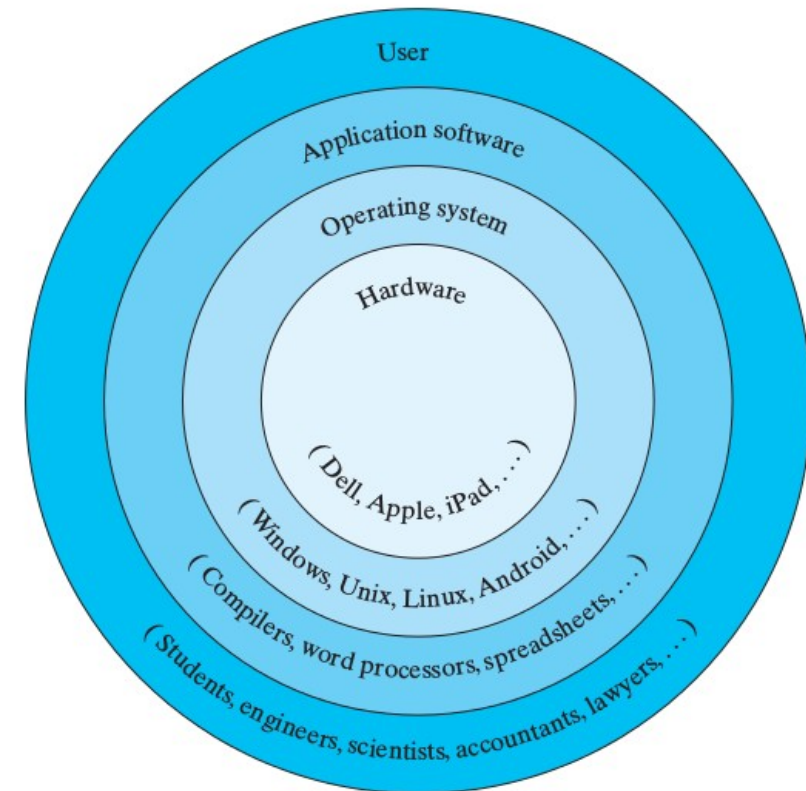 User
Application software
Operating system
Hardware
( Dell, Apple, iPad, . . . . )
( Windows, Unix, Linux, Android, . . . . )
( Compilers, word processors, spreadsheets, . . . . )
( Students, engineers, scientists, accountants, lawyers, . . . . )